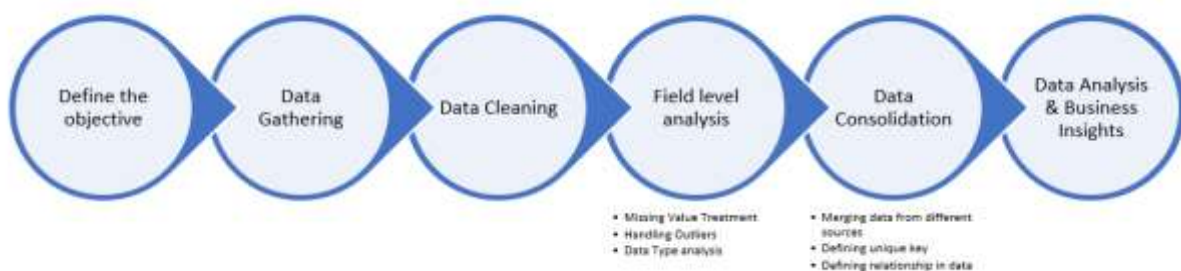 Define the
objective
Data
Gathering
Data Cleaning
Field level
analysis
Data
Consolidation
Data Analysis
& Business
Insights
• Missing Value Treatment
• Handling Outliers
• Data Type analysis
• Merging data from different
sources
• Defining unique key
• Defining relationship in data